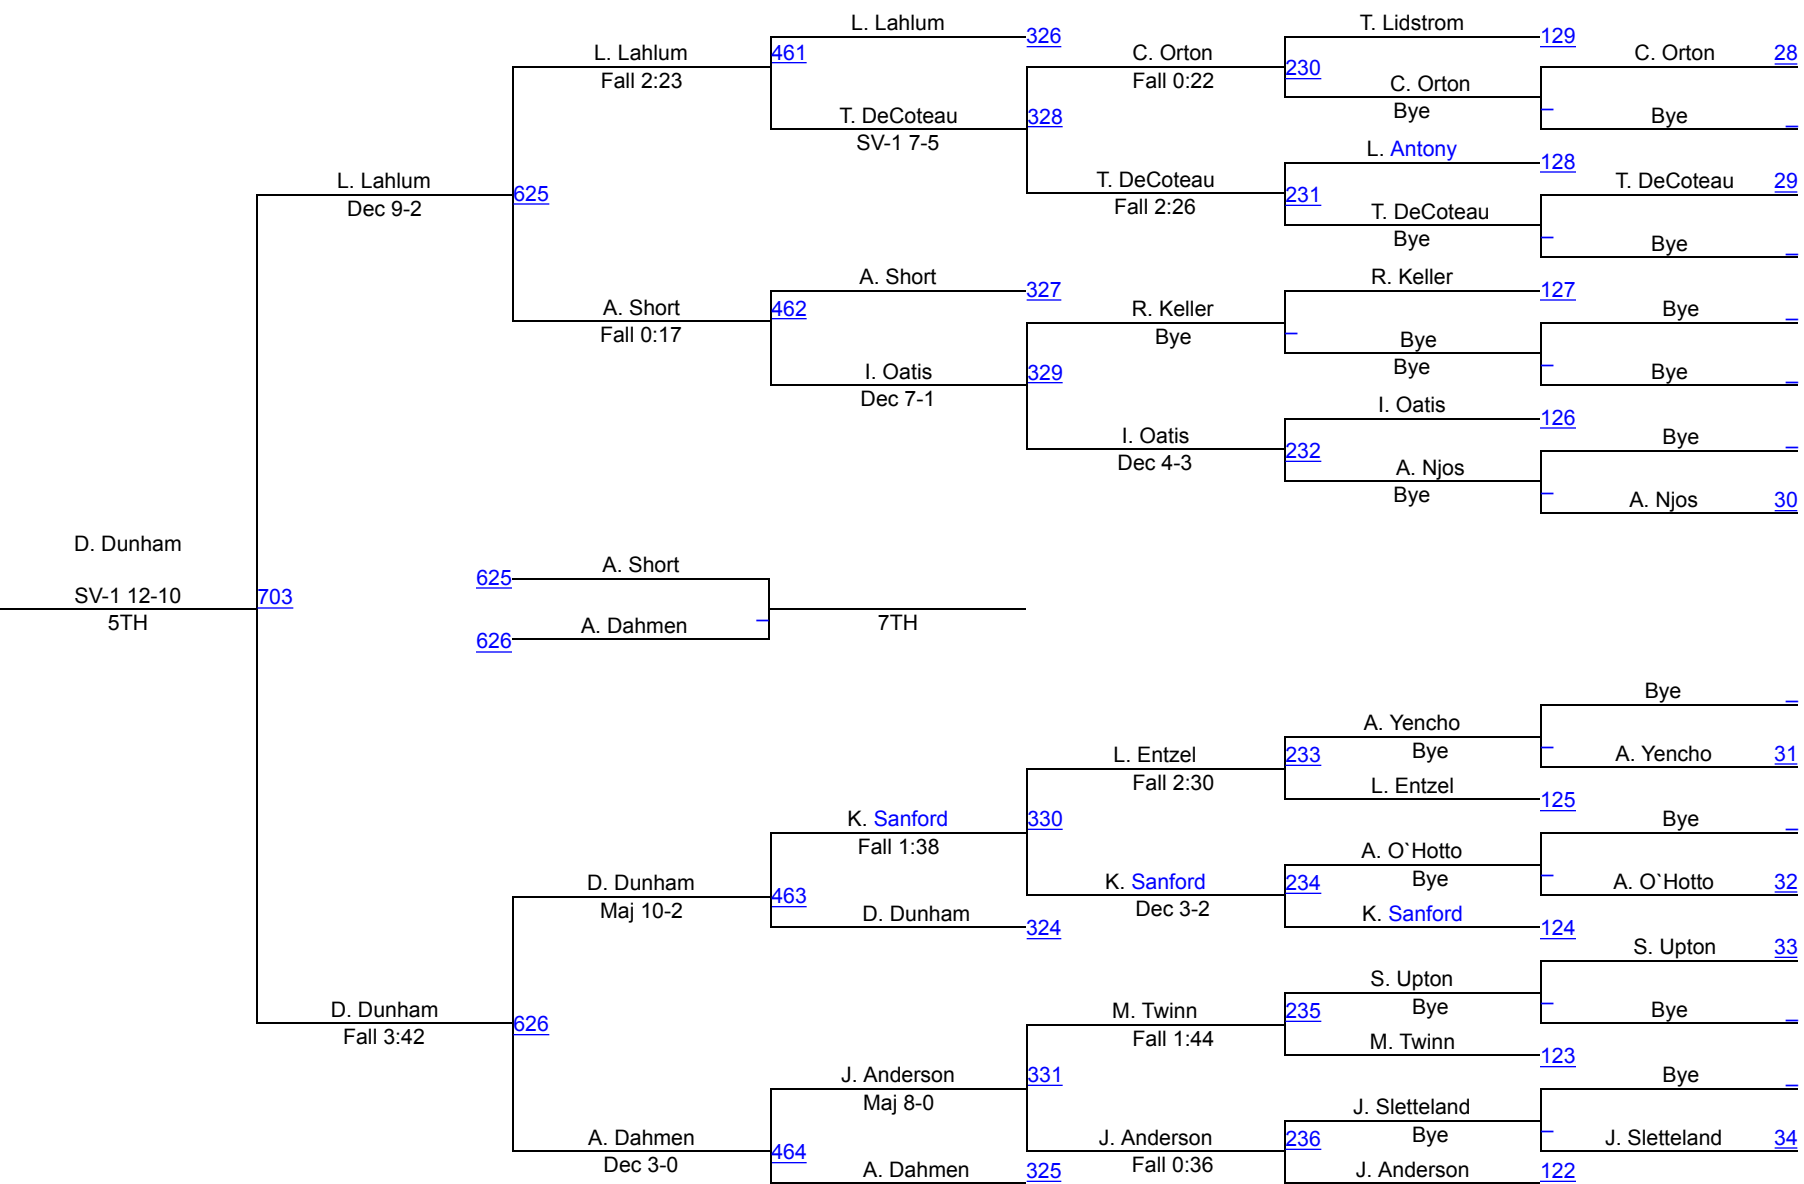 L. Lahlum 326
T. Lidstrom 129
L. Lahlum 461
Fall 2:23
C. Orton 230
Fall 0:22
C. Orton 28
C. Orton
Bye –
Bye –
T. DeCoteau 328
SV-1 7-5
L. Antony 128
L. Lahlum 625
Dec 9-2
T. DeCoteau 231
Fall 2:26
T. DeCoteau 29
T. DeCoteau
Bye –
Bye –
A. Short 327
R. Keller 127
A. Short 462
Fall 0:17
R. Keller –
Bye
Bye –
Bye
Bye –
Bye –
I. Oatis 329
Dec 7-1
I. Oatis 126
I. Oatis 232
Dec 4-3
Bye –
A. Njos
Bye –
A. Njos 30
D. Dunham
SV-1 12-10 703
5TH
625 A. Short
626 A. Dahmen –
7TH
Bye –
A. Yencho
Bye –
A. Yencho 31
L. Entzel 233
Fall 2:30
L. Entzel 125
K. Sanford 330
Fall 1:38
Bye –
A. O`Hotto
Bye –
A. O`Hotto 32
D. Dunham 463
Maj 10-2
K. Sanford 234
Dec 3-2
D. Dunham 324
K. Sanford 124
S. Upton 33
S. Upton
Bye –
Bye –
D. Dunham 626
Fall 3:42
M. Twinn 235
Fall 1:44
M. Twinn 123
J. Anderson 331
Maj 8-0
Bye –
J. Sletteland
Bye –
J. Sletteland 34
A. Dahmen 464
Dec 3-0
J. Anderson 236
Fall 0:36
A. Dahmen 325
J. Anderson 122